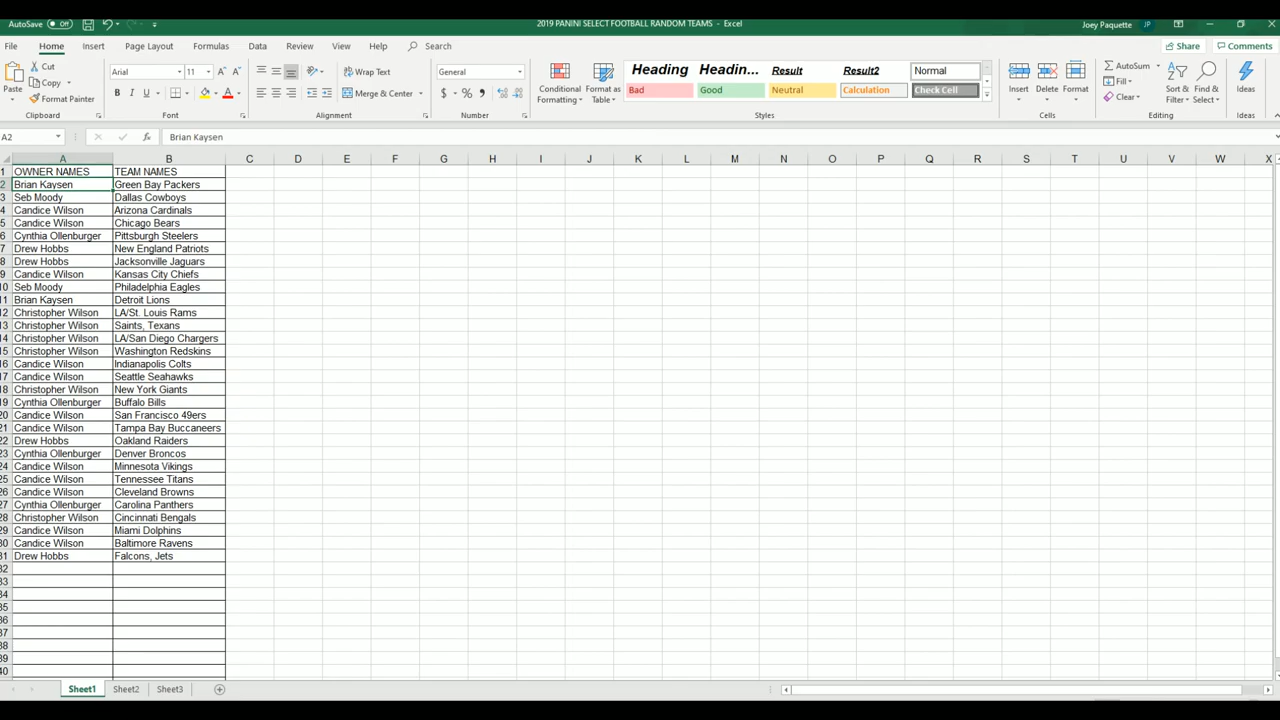 AutoSave Off 2019 PANINI SELECT FOOTBALL RANDOM TEAMS - Excel Joey Paquette JP
File Home Insert Page Layout Formulas Data Review View Help Search Share Comments
Paste Cut Copy Format Painter Clipboard
Arial 11 B I U A Font
Wrap Text Merge & Center Alignment
General $ % , Number
Conditional Formatting Format as Table
Heading Headin... Result Result2 Normal
Bad Good Neutral Calculation Check Cell
Styles
Insert Delete Format Cells
AutoSum Fill Clear Sort & Filter Find & Select Editing
Ideas Ideas
A2 fx Brian Kaysen
A B C D E F G H I J K L M N O P Q R S T U V W X
1 OWNER NAMES TEAM NAMES
2 Brian Kaysen Green Bay Packers
3 Seb Moody Dallas Cowboys
4 Candice Wilson Arizona Cardinals
5 Candice Wilson Chicago Bears
6 Cynthia Ollenburger Pittsburgh Steelers
7 Drew Hobbs New England Patriots
8 Drew Hobbs Jacksonville Jaguars
9 Candice Wilson Kansas City Chiefs
10 Seb Moody Philadelphia Eagles
11 Brian Kaysen Detroit Lions
12 Christopher Wilson LA/St. Louis Rams
13 Christopher Wilson Saints, Texans
14 Christopher Wilson LA/San Diego Chargers
15 Christopher Wilson Washington Redskins
16 Candice Wilson Indianapolis Colts
17 Candice Wilson Seattle Seahawks
18 Christopher Wilson New York Giants
19 Cynthia Ollenburger Buffalo Bills
20 Candice Wilson San Francisco 49ers
21 Candice Wilson Tampa Bay Buccaneers
22 Drew Hobbs Oakland Raiders
23 Cynthia Ollenburger Denver Broncos
24 Candice Wilson Minnesota Vikings
25 Candice Wilson Tennessee Titans
26 Candice Wilson Cleveland Browns
27 Cynthia Ollenburger Carolina Panthers
28 Christopher Wilson Cincinnati Bengals
29 Candice Wilson Miami Dolphins
30 Candice Wilson Baltimore Ravens
31 Drew Hobbs Falcons, Jets
32
33
34
35
36
37
38
39
40
Sheet1 Sheet2 Sheet3